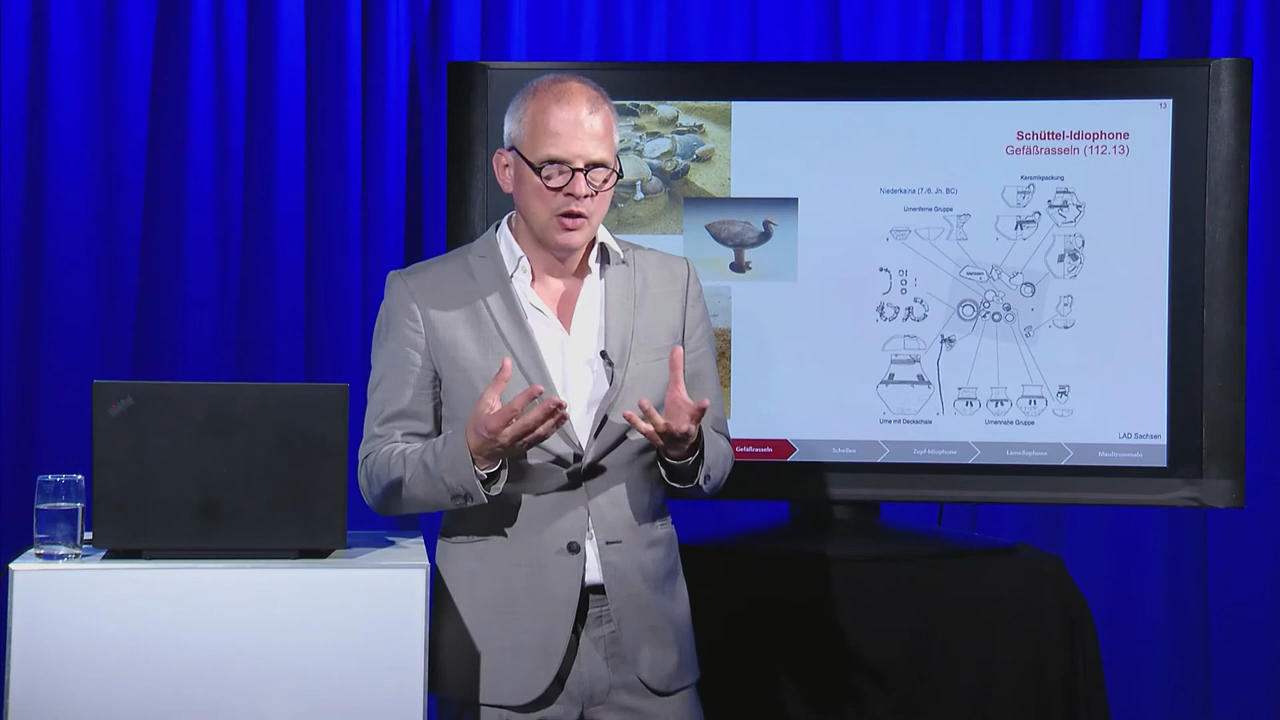 13
Schüttel-Idiophone
Gefäßrasseln (112.13)
Keramikpackung
Niederkaina (7./6. Jh. BC)
Urnenferne Gruppe
Urne mit Deckschale
Urnennahe Gruppe
LAD Sachsen
Gefäßrasseln
Schellen
Zupf-Idiophone
Lamellophone
Maultrommeln